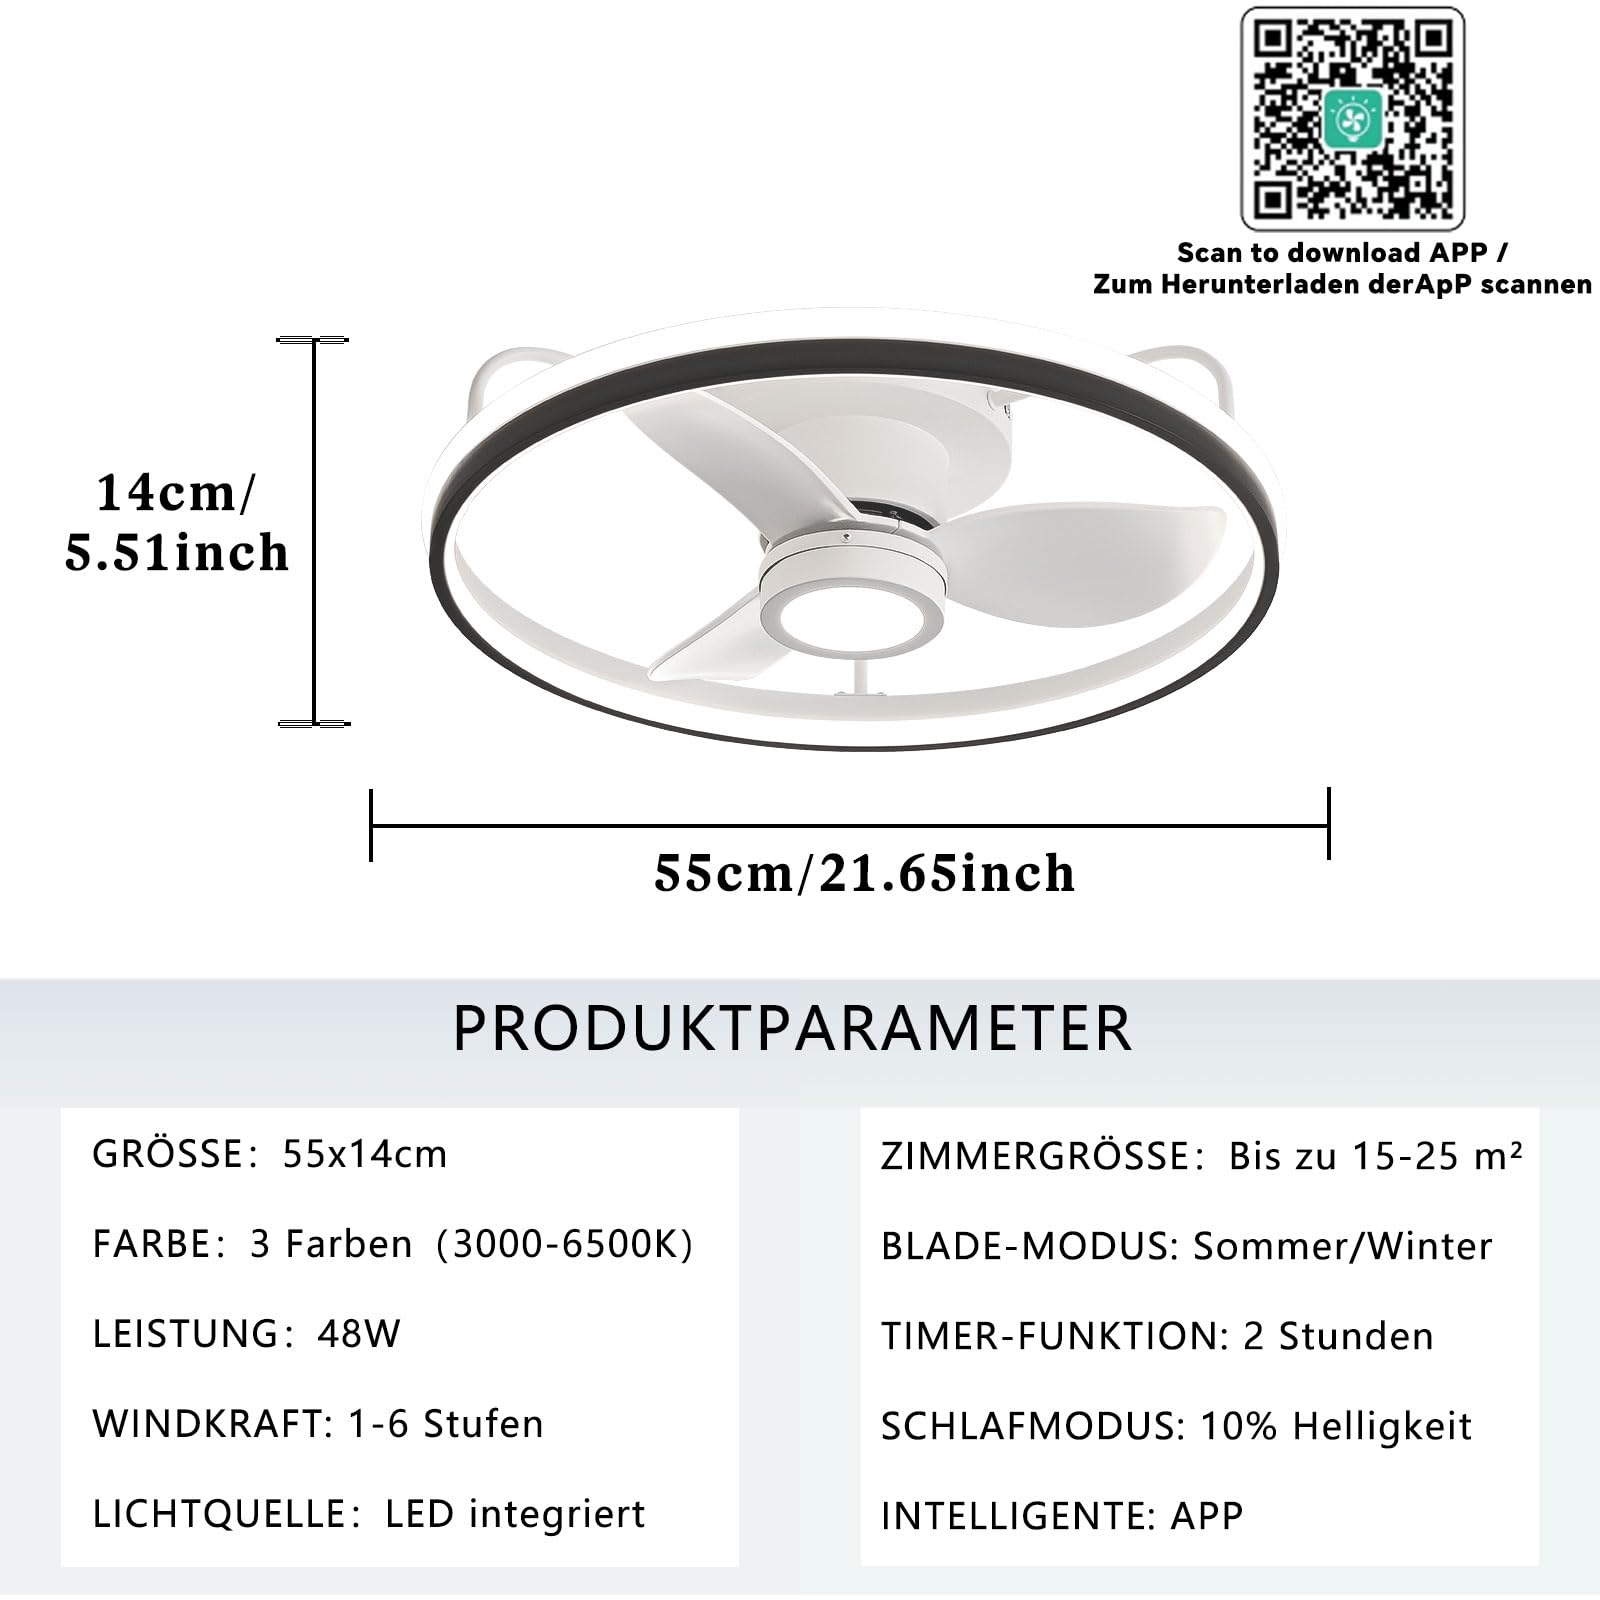 Scan to download APP /
Zum Herunterladen derApP scannen
14cm/
5.51inch
55cm/21.65inch
PRODUKTPARAMETER
GRÖSSE: 55x14cm
FARBE: 3 Farben (3000-6500K)
LEISTUNG: 48W
WINDKRAFT: 1-6 Stufen
LICHTQUELLE: LED integriert
ZIMMERGRÖSSE: Bis zu 15-25 m²
BLADE-MODUS: Sommer/Winter
TIMER-FUNKTION: 2 Stunden
SCHLAFMODUS: 10% Helligkeit
INTELLIGENTE: APP